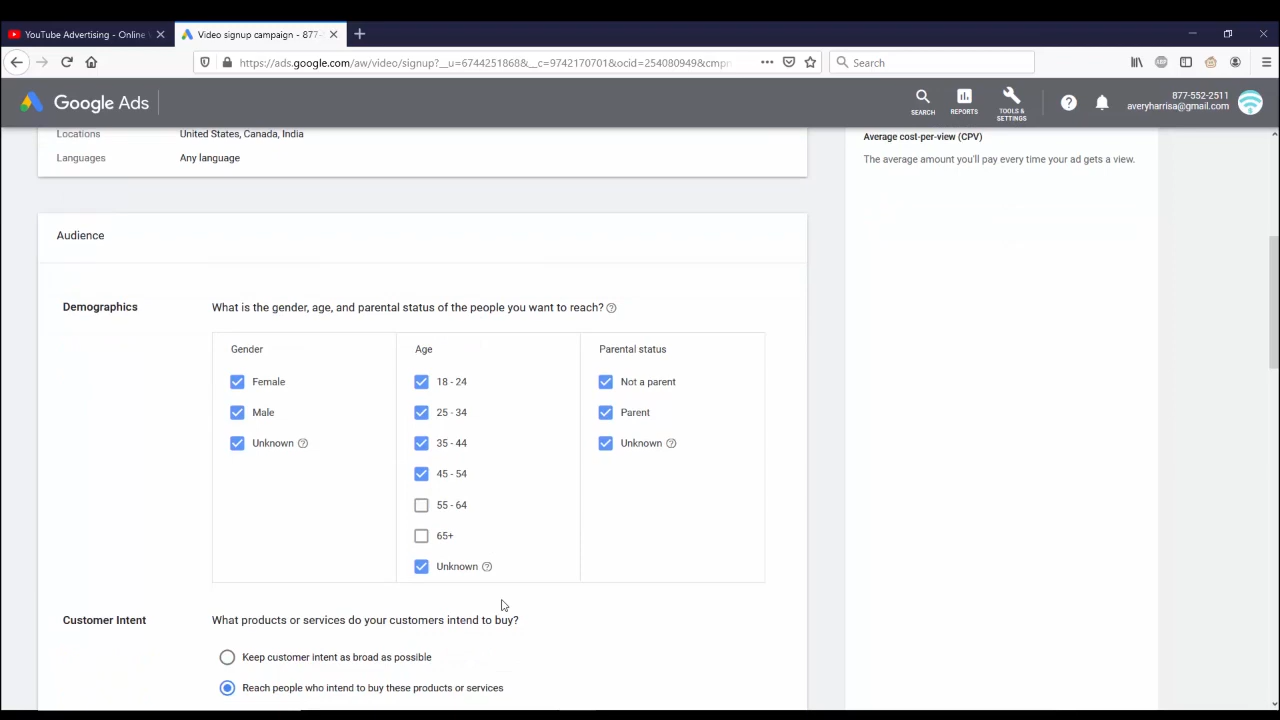 YouTube Advertising - Online
Video signup campaign - 877-
https://ads.google.com/aw/video/signup?__u=6744251868&__c=9742170701&ocid=254080949&cmpn
Search
Google Ads
SEARCH
REPORTS
TOOLS &
SETTINGS
877-552-2511
averyharrisa@gmail.com
Locations United States, Canada, India
Languages Any language
Average cost-per-view (CPV)
The average amount you'll pay every time your ad gets a view.
Audience
Demographics
What is the gender, age, and parental status of the people you want to reach?
Gender
Female
Male
Unknown
Age
18 - 24
25 - 34
35 - 44
45 - 54
55 - 64
65+
Unknown
Parental status
Not a parent
Parent
Unknown
Customer Intent
What products or services do your customers intend to buy?
Keep customer intent as broad as possible
Reach people who intend to buy these products or services